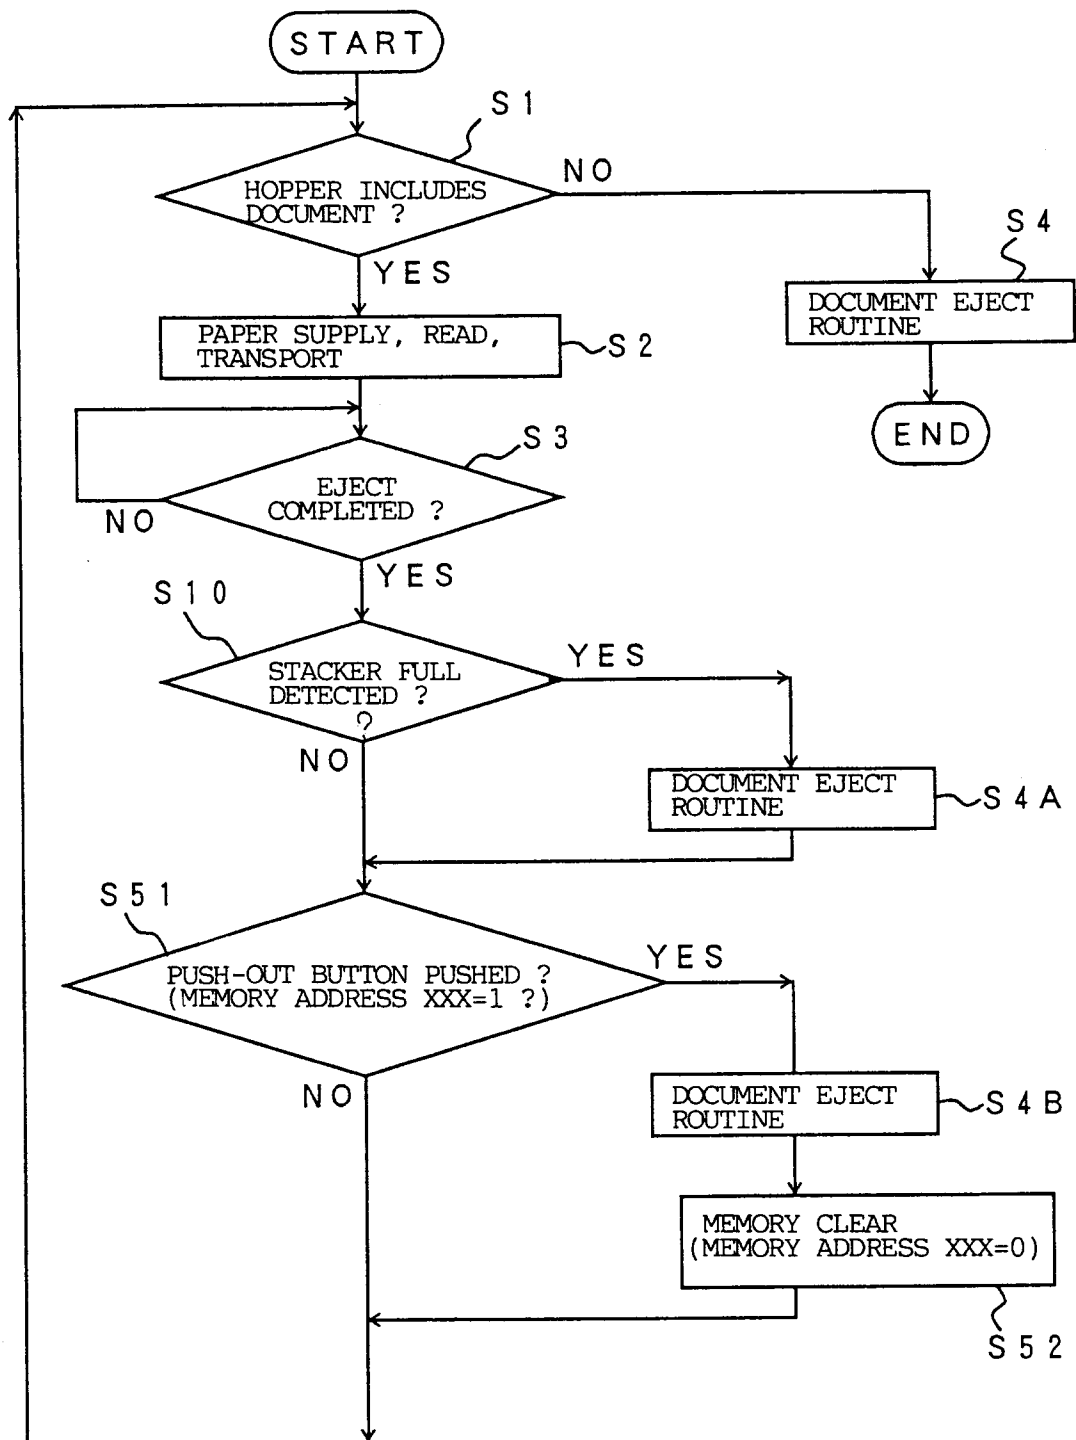 START
S1
HOPPER INCLUDES
DOCUMENT ?
NO
YES
S4
DOCUMENT EJECT
ROUTINE
END
PAPER SUPPLY, READ,
TRANSPORT
S2
S3
EJECT
COMPLETED ?
NO
YES
S10
STACKER FULL
DETECTED ?
?
YES
NO
DOCUMENT EJECT
ROUTINE
S4A
S51
PUSH-OUT BUTTON PUSHED ?
(MEMORY ADDRESS XXX=1 ?)
YES
NO
DOCUMENT EJECT
ROUTINE
S4B
MEMORY CLEAR
(MEMORY ADDRESS XXX=0)
S52